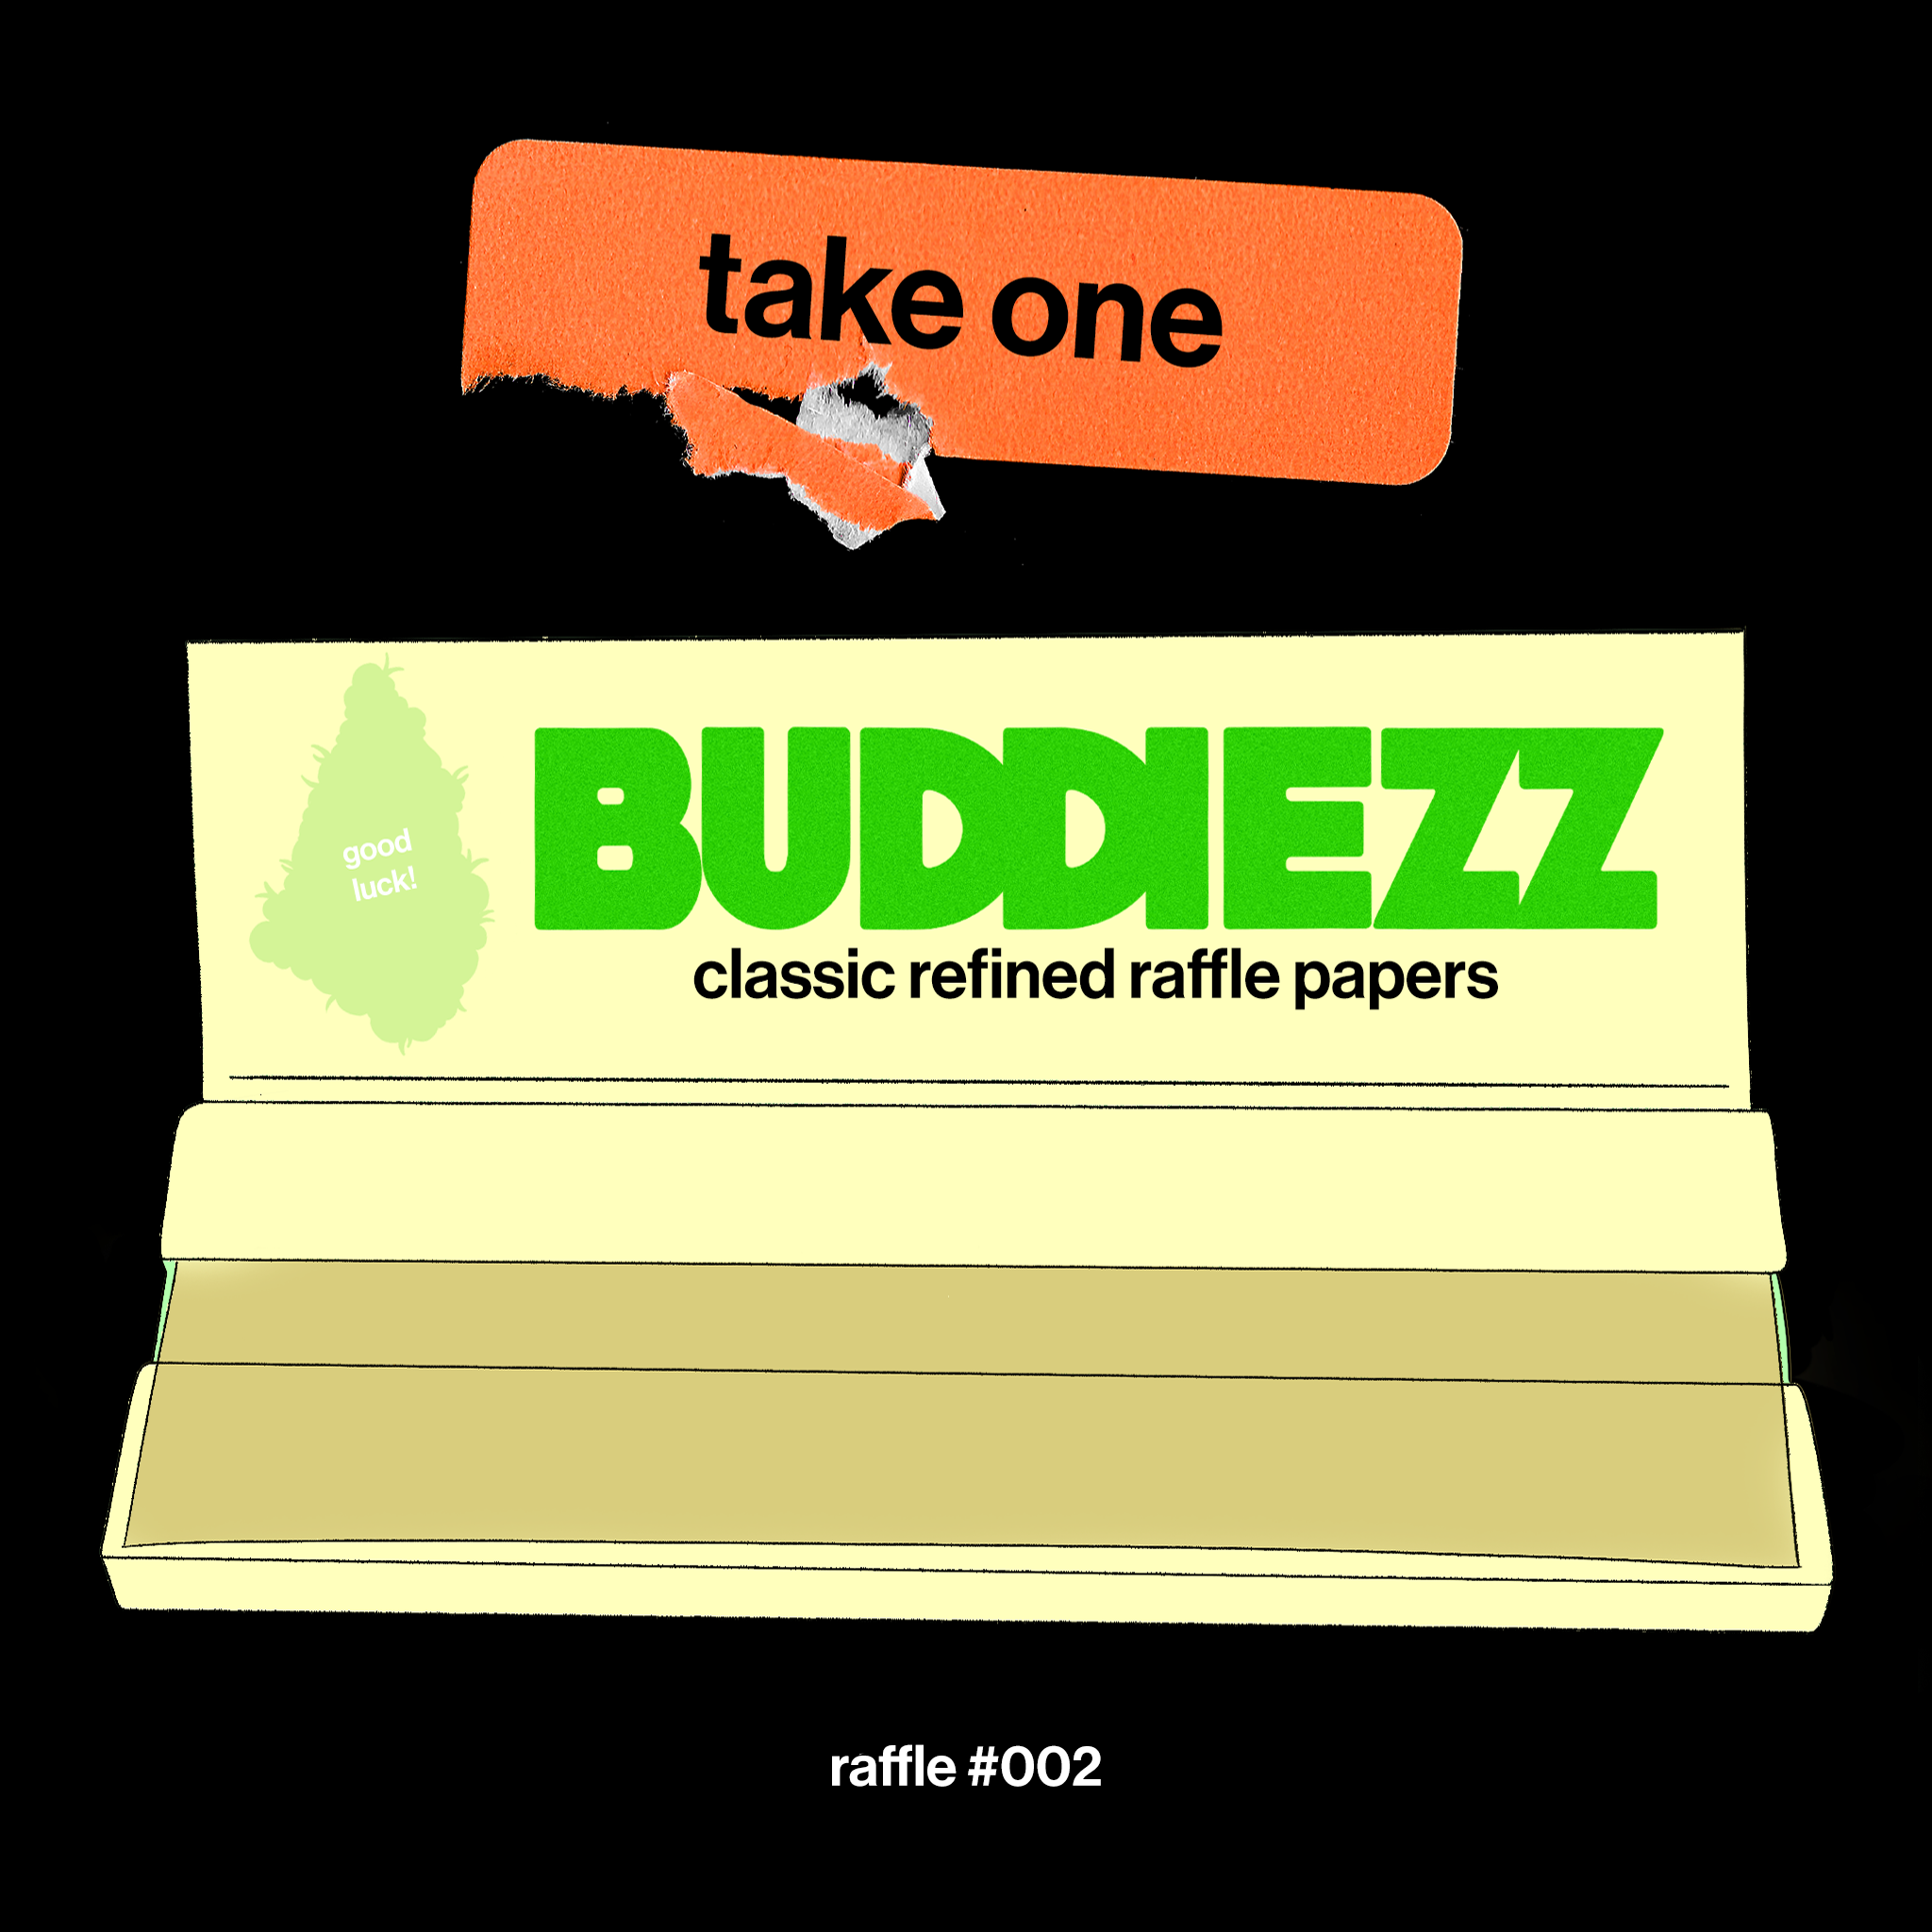 take one
good
luck!
BUDDIEZZ
classic refined raffle papers
raffle #002